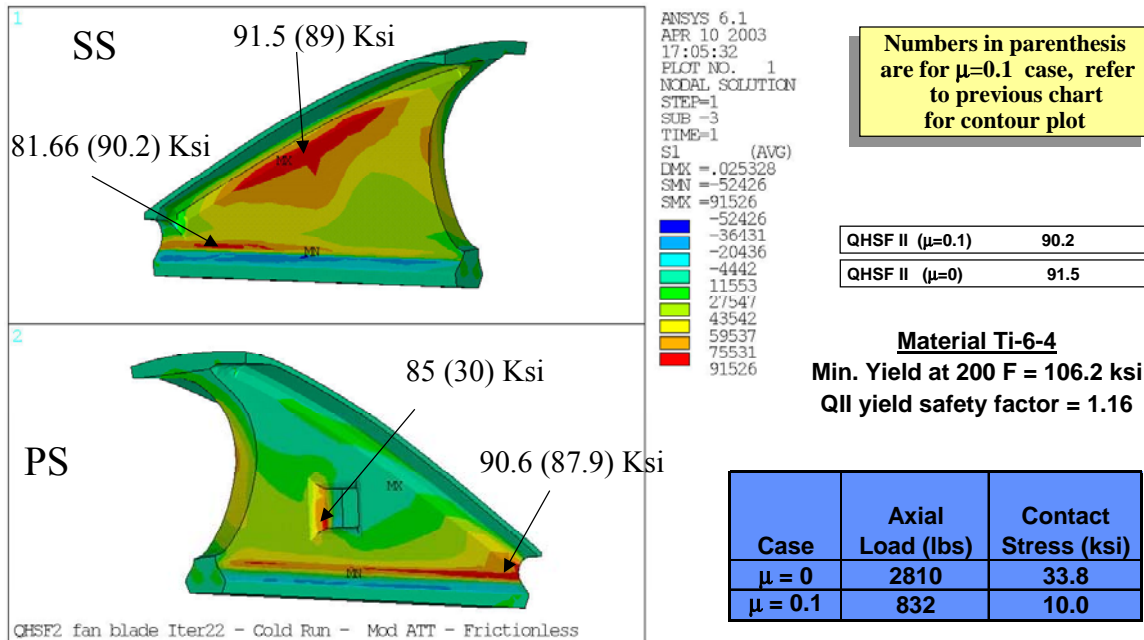 1
SS
91.5 (89) Ksi
81.66 (90.2) Ksi
MX
MN
ANSYS 6.1
APR 10 2003
17:05:32
PLOT NO. 1
NODAL SOLUTION
STEP=1
SUB =3
TIME=1
S1 (AVG)
DMX =.025328
SMN =-52426
SMX =91526
-52426
-36431
-20436
-4442
11553
27547
43542
59537
75531
91526
Numbers in parenthesis
are for μ=0.1 case, refer
to previous chart
for contour plot
QHSF II (μ=0.1) 90.2
QHSF II (μ=0) 91.5
Material Ti-6-4
Min. Yield at 200 F = 106.2 ksi
QII yield safety factor = 1.16
2
PS
85 (30) Ksi
90.6 (87.9) Ksi
MX
MN
QHSF2 fan blade Iter22 - Cold Run - Mod ATT - Frictionless
Case Axial Load (lbs) Contact Stress (ksi)
μ = 0 2810 33.8
μ = 0.1 832 10.0